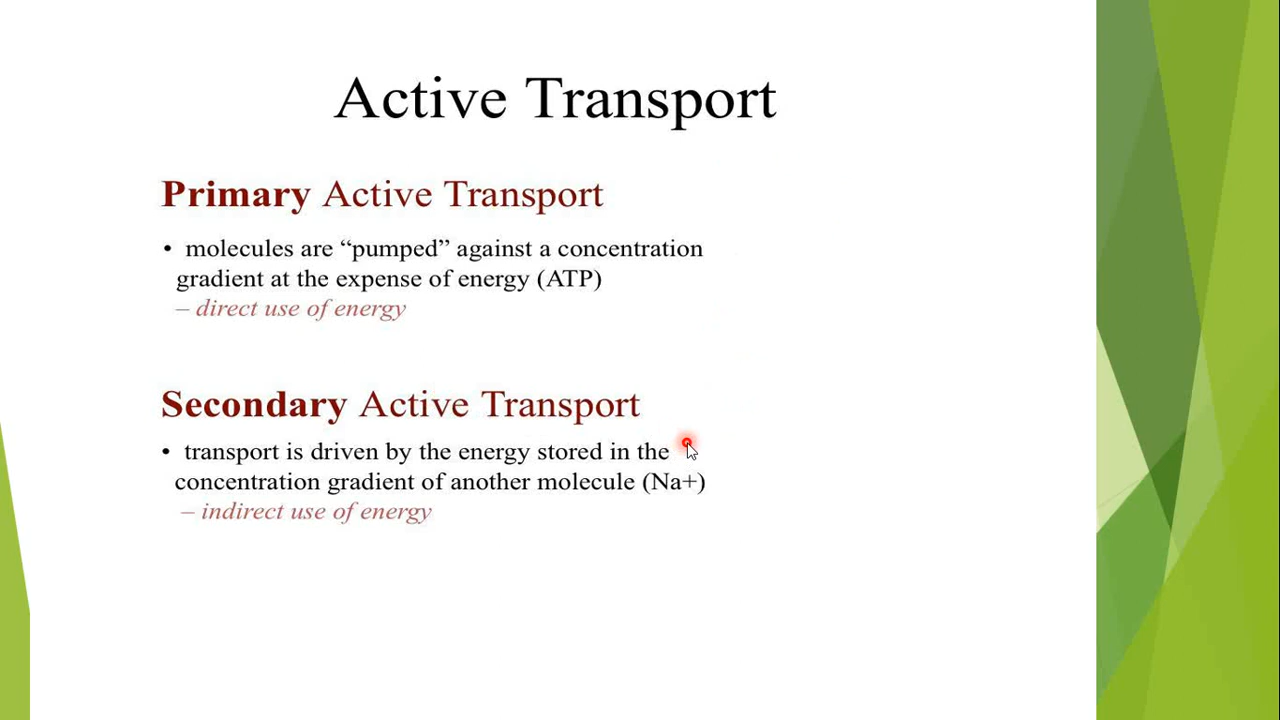 Active Transport
Primary Active Transport
• molecules are “pumped” against a concentration
gradient at the expense of energy (ATP)
– direct use of energy
Secondary Active Transport
• transport is driven by the energy stored in the
concentration gradient of another molecule (Na+)
– indirect use of energy